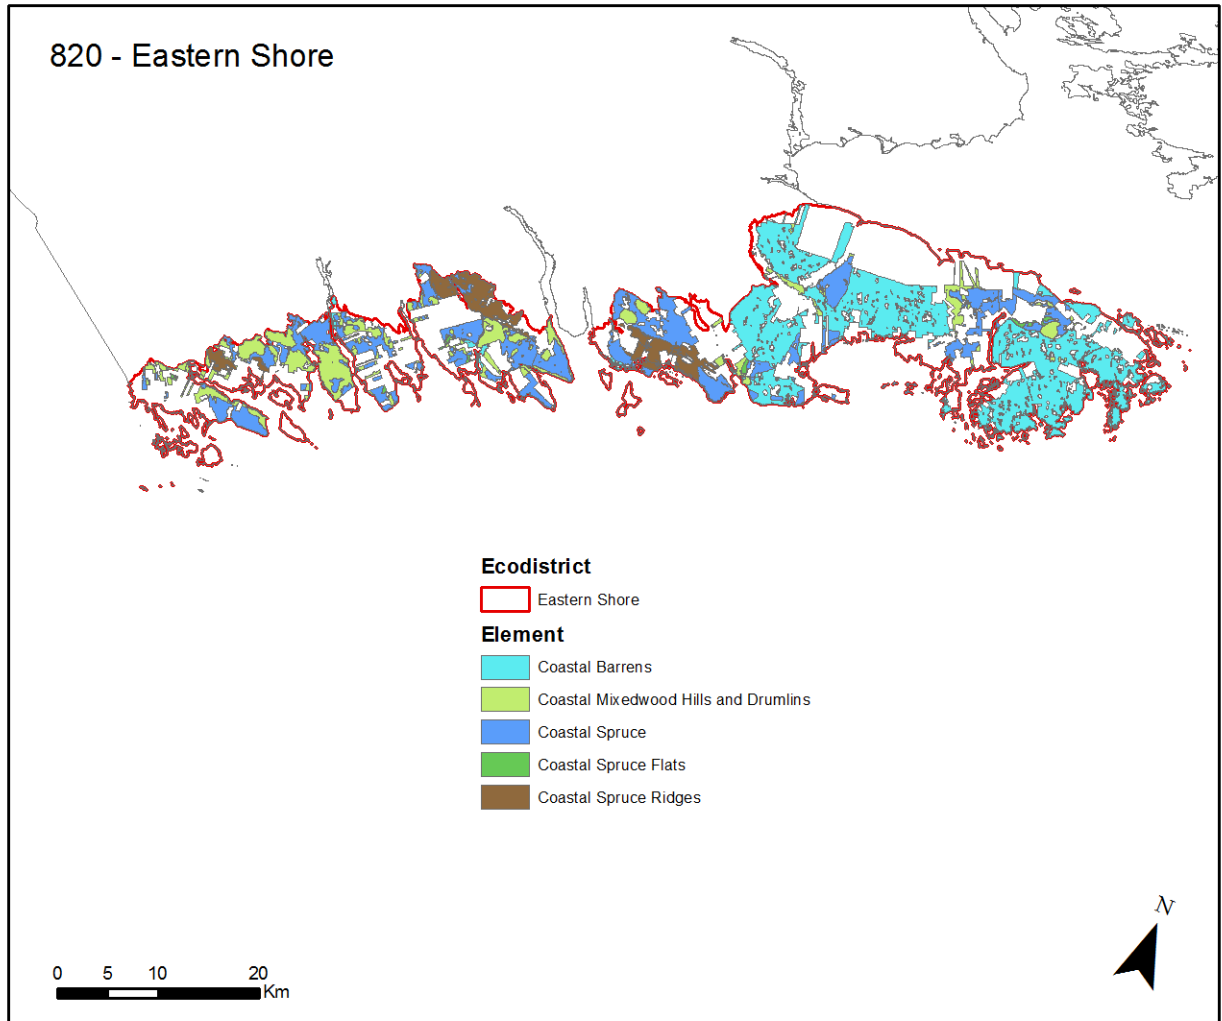 820 - Eastern Shore
Ecodistrict
Eastern Shore
Element
Coastal Barrens
Coastal Mixedwood Hills and Drumlins
Coastal Spruce
Coastal Spruce Flats
Coastal Spruce Ridges
N
0 5 10 20
Km